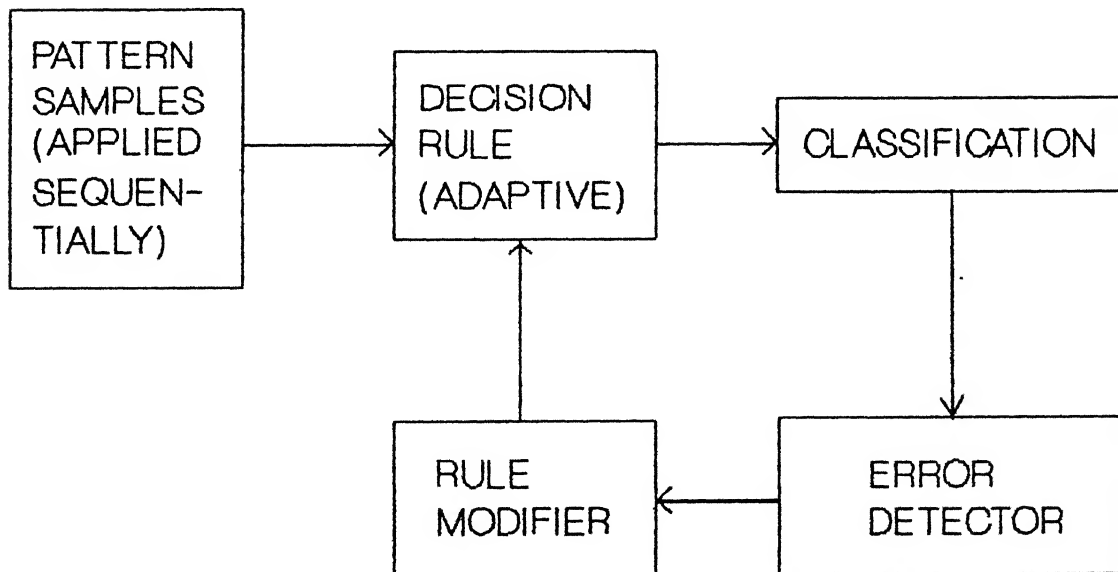 PATTERN
SAMPLES
(APPLIED
SEQUEN-
TIALLY)
DECISION
RULE
(ADAPTIVE)
CLASSIFICATION
RULE
MODIFIER
ERROR
DETECTOR